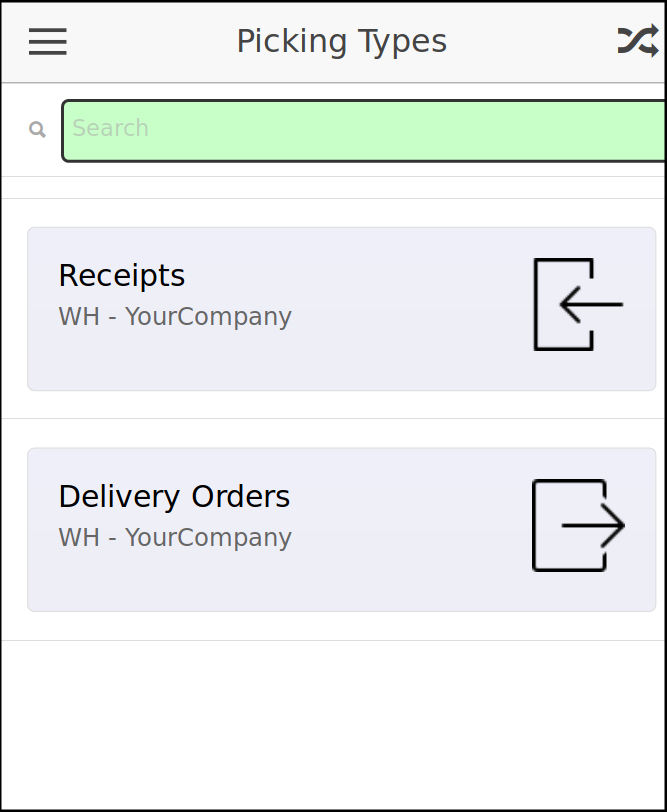 Picking Types
Search
Receipts
WH - YourCompany
Delivery Orders
WH - YourCompany